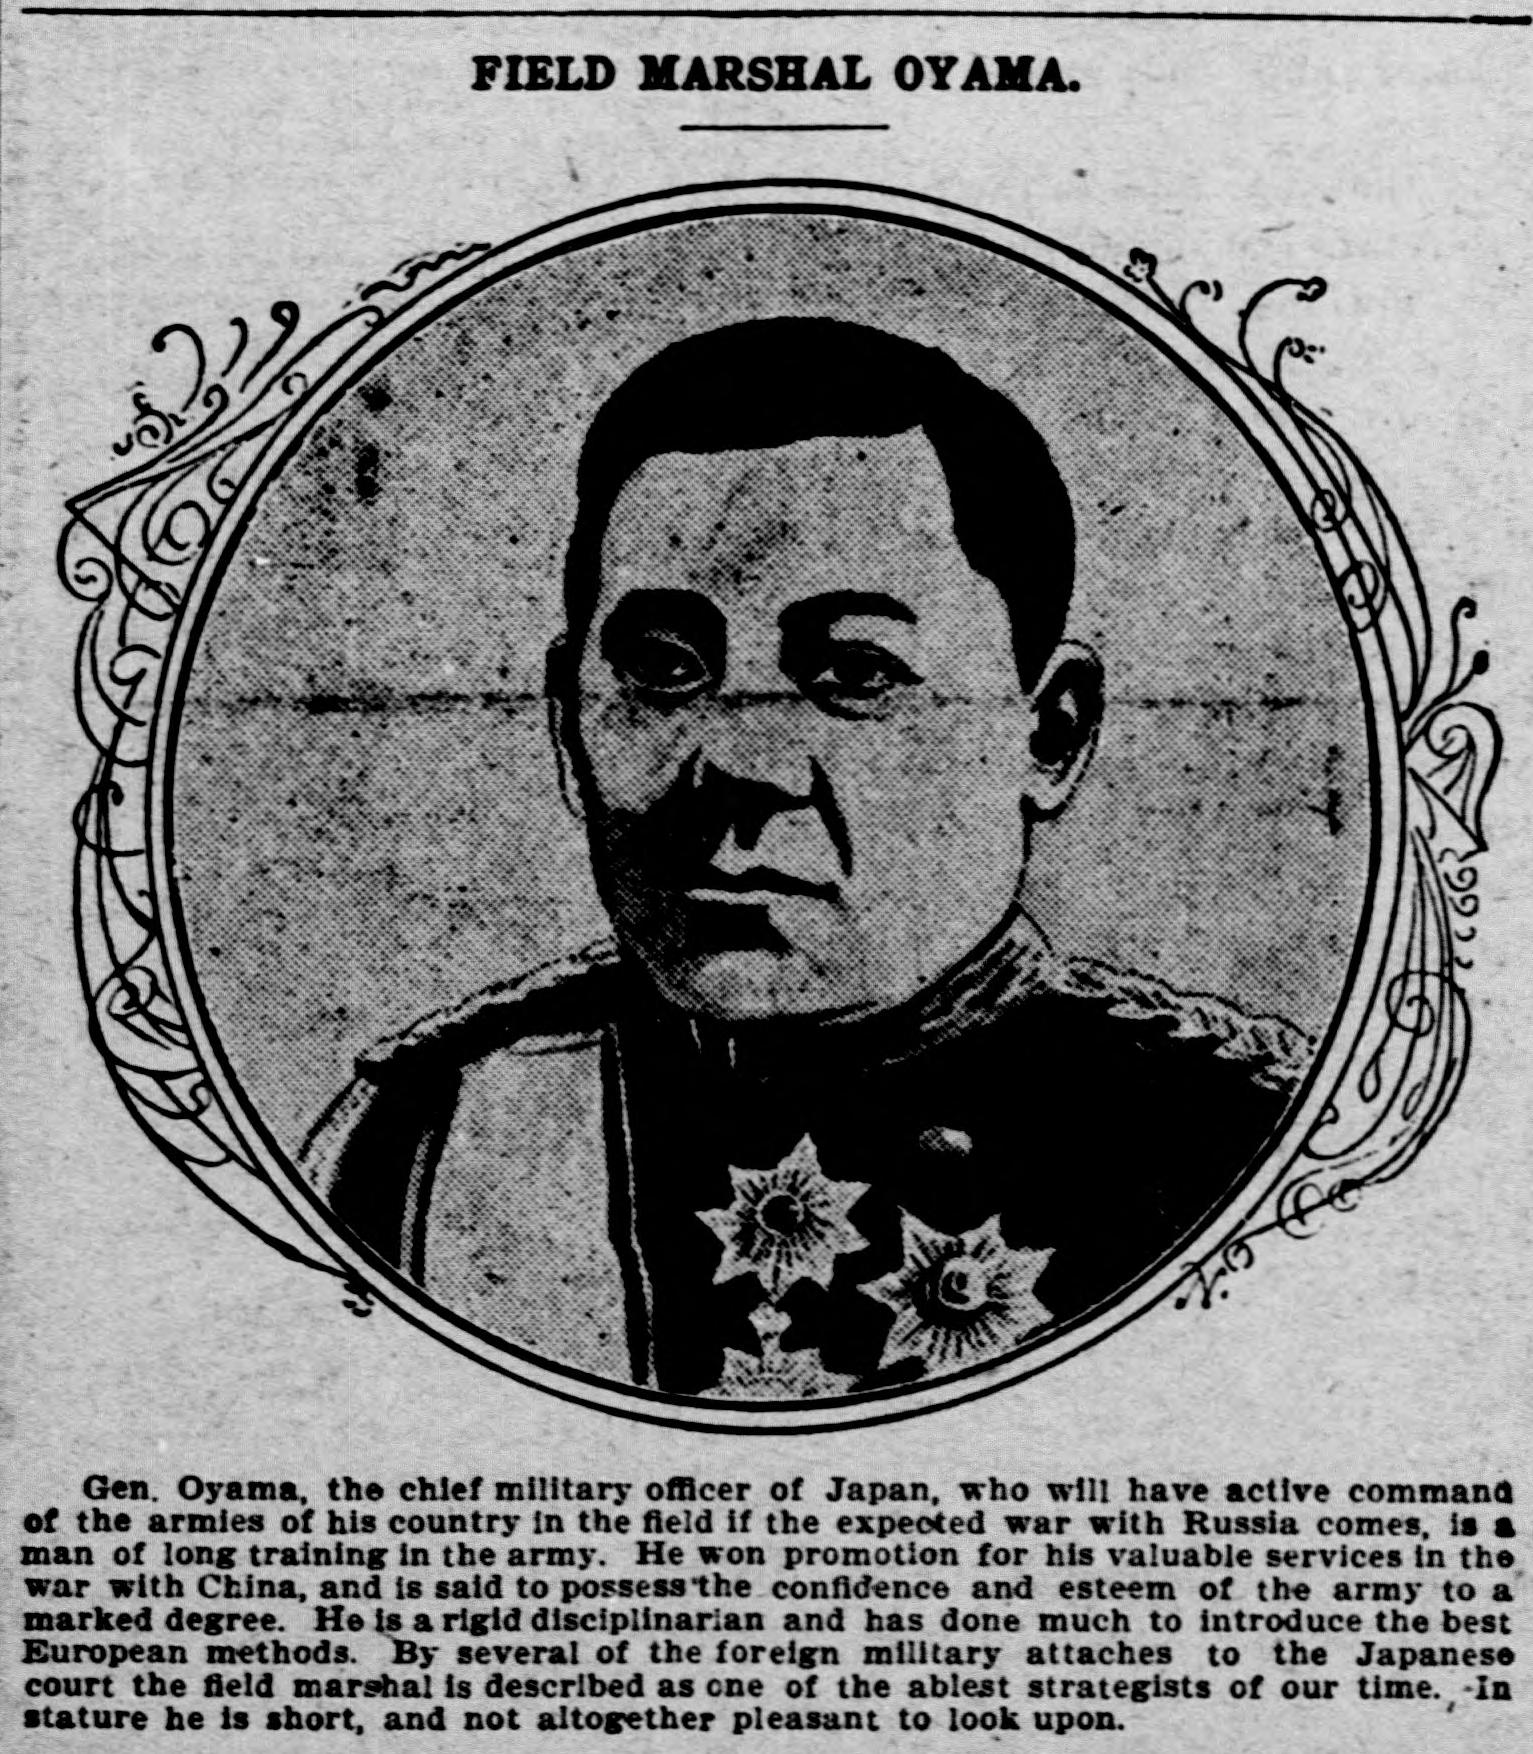 FIELD MARSHAL OYAMA.
Gen. Oyama, the chief military officer of Japan, who will have active command
of the armies of his country in the field if the expected war with Russia comes, is a
man of long training in the army. He won promotion for his valuable services in the
war with China, and is said to possess the confidence and esteem of the army to a
marked degree. He is a rigid disciplinarian and has done much to introduce the best
European methods. By several of the foreign military attaches to the Japanese
court the field marshal is described as one of the ablest strategists of our time. In
stature he is short, and not altogether pleasant to look upon.